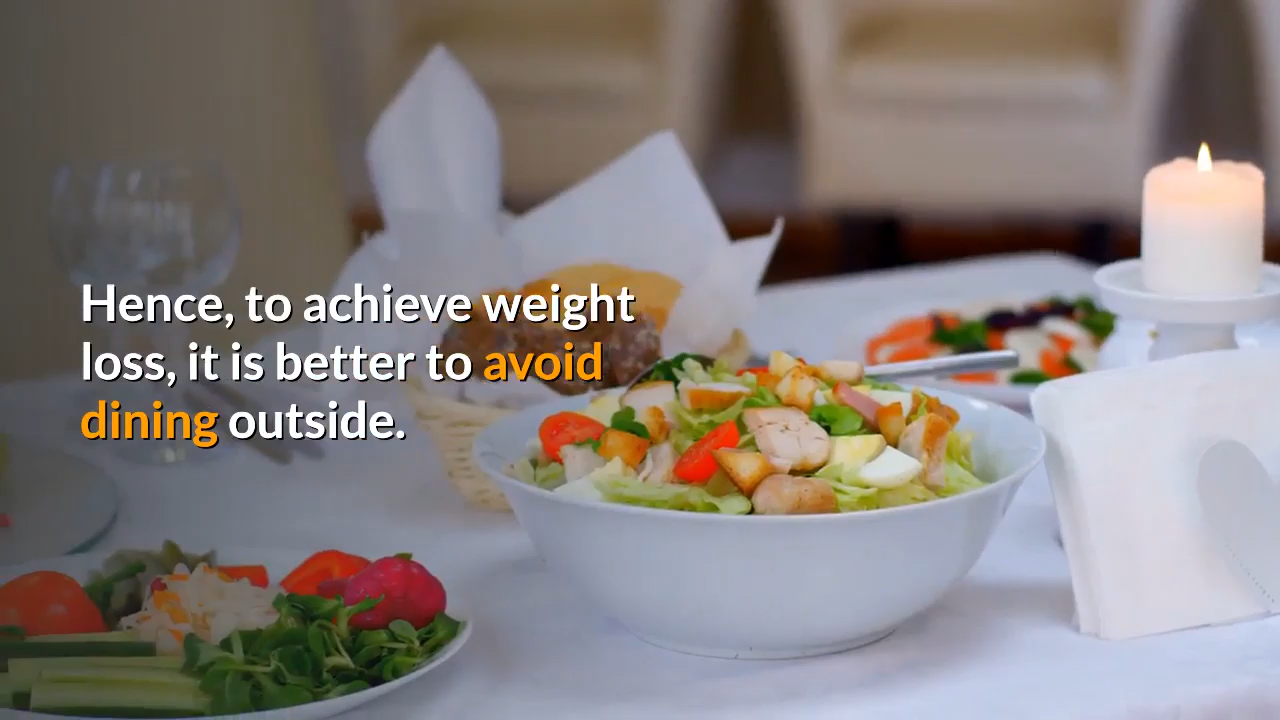 Hence, to achieve weight
loss, it is better to avoid
dining outside.